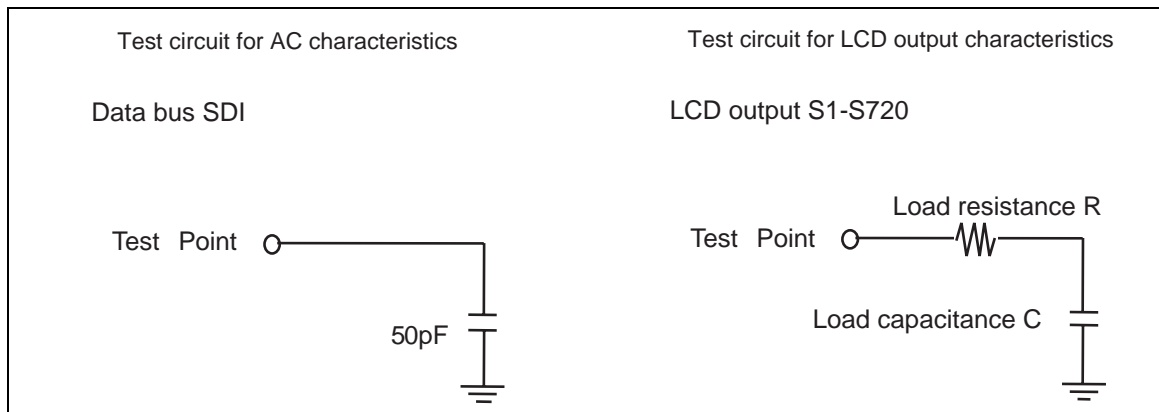 Test circuit for AC characteristics
Data bus SDI
Test Point
50pF
Test circuit for LCD output characteristics
LCD output S1-S720
Load resistance R
Test Point
Load capacitance C